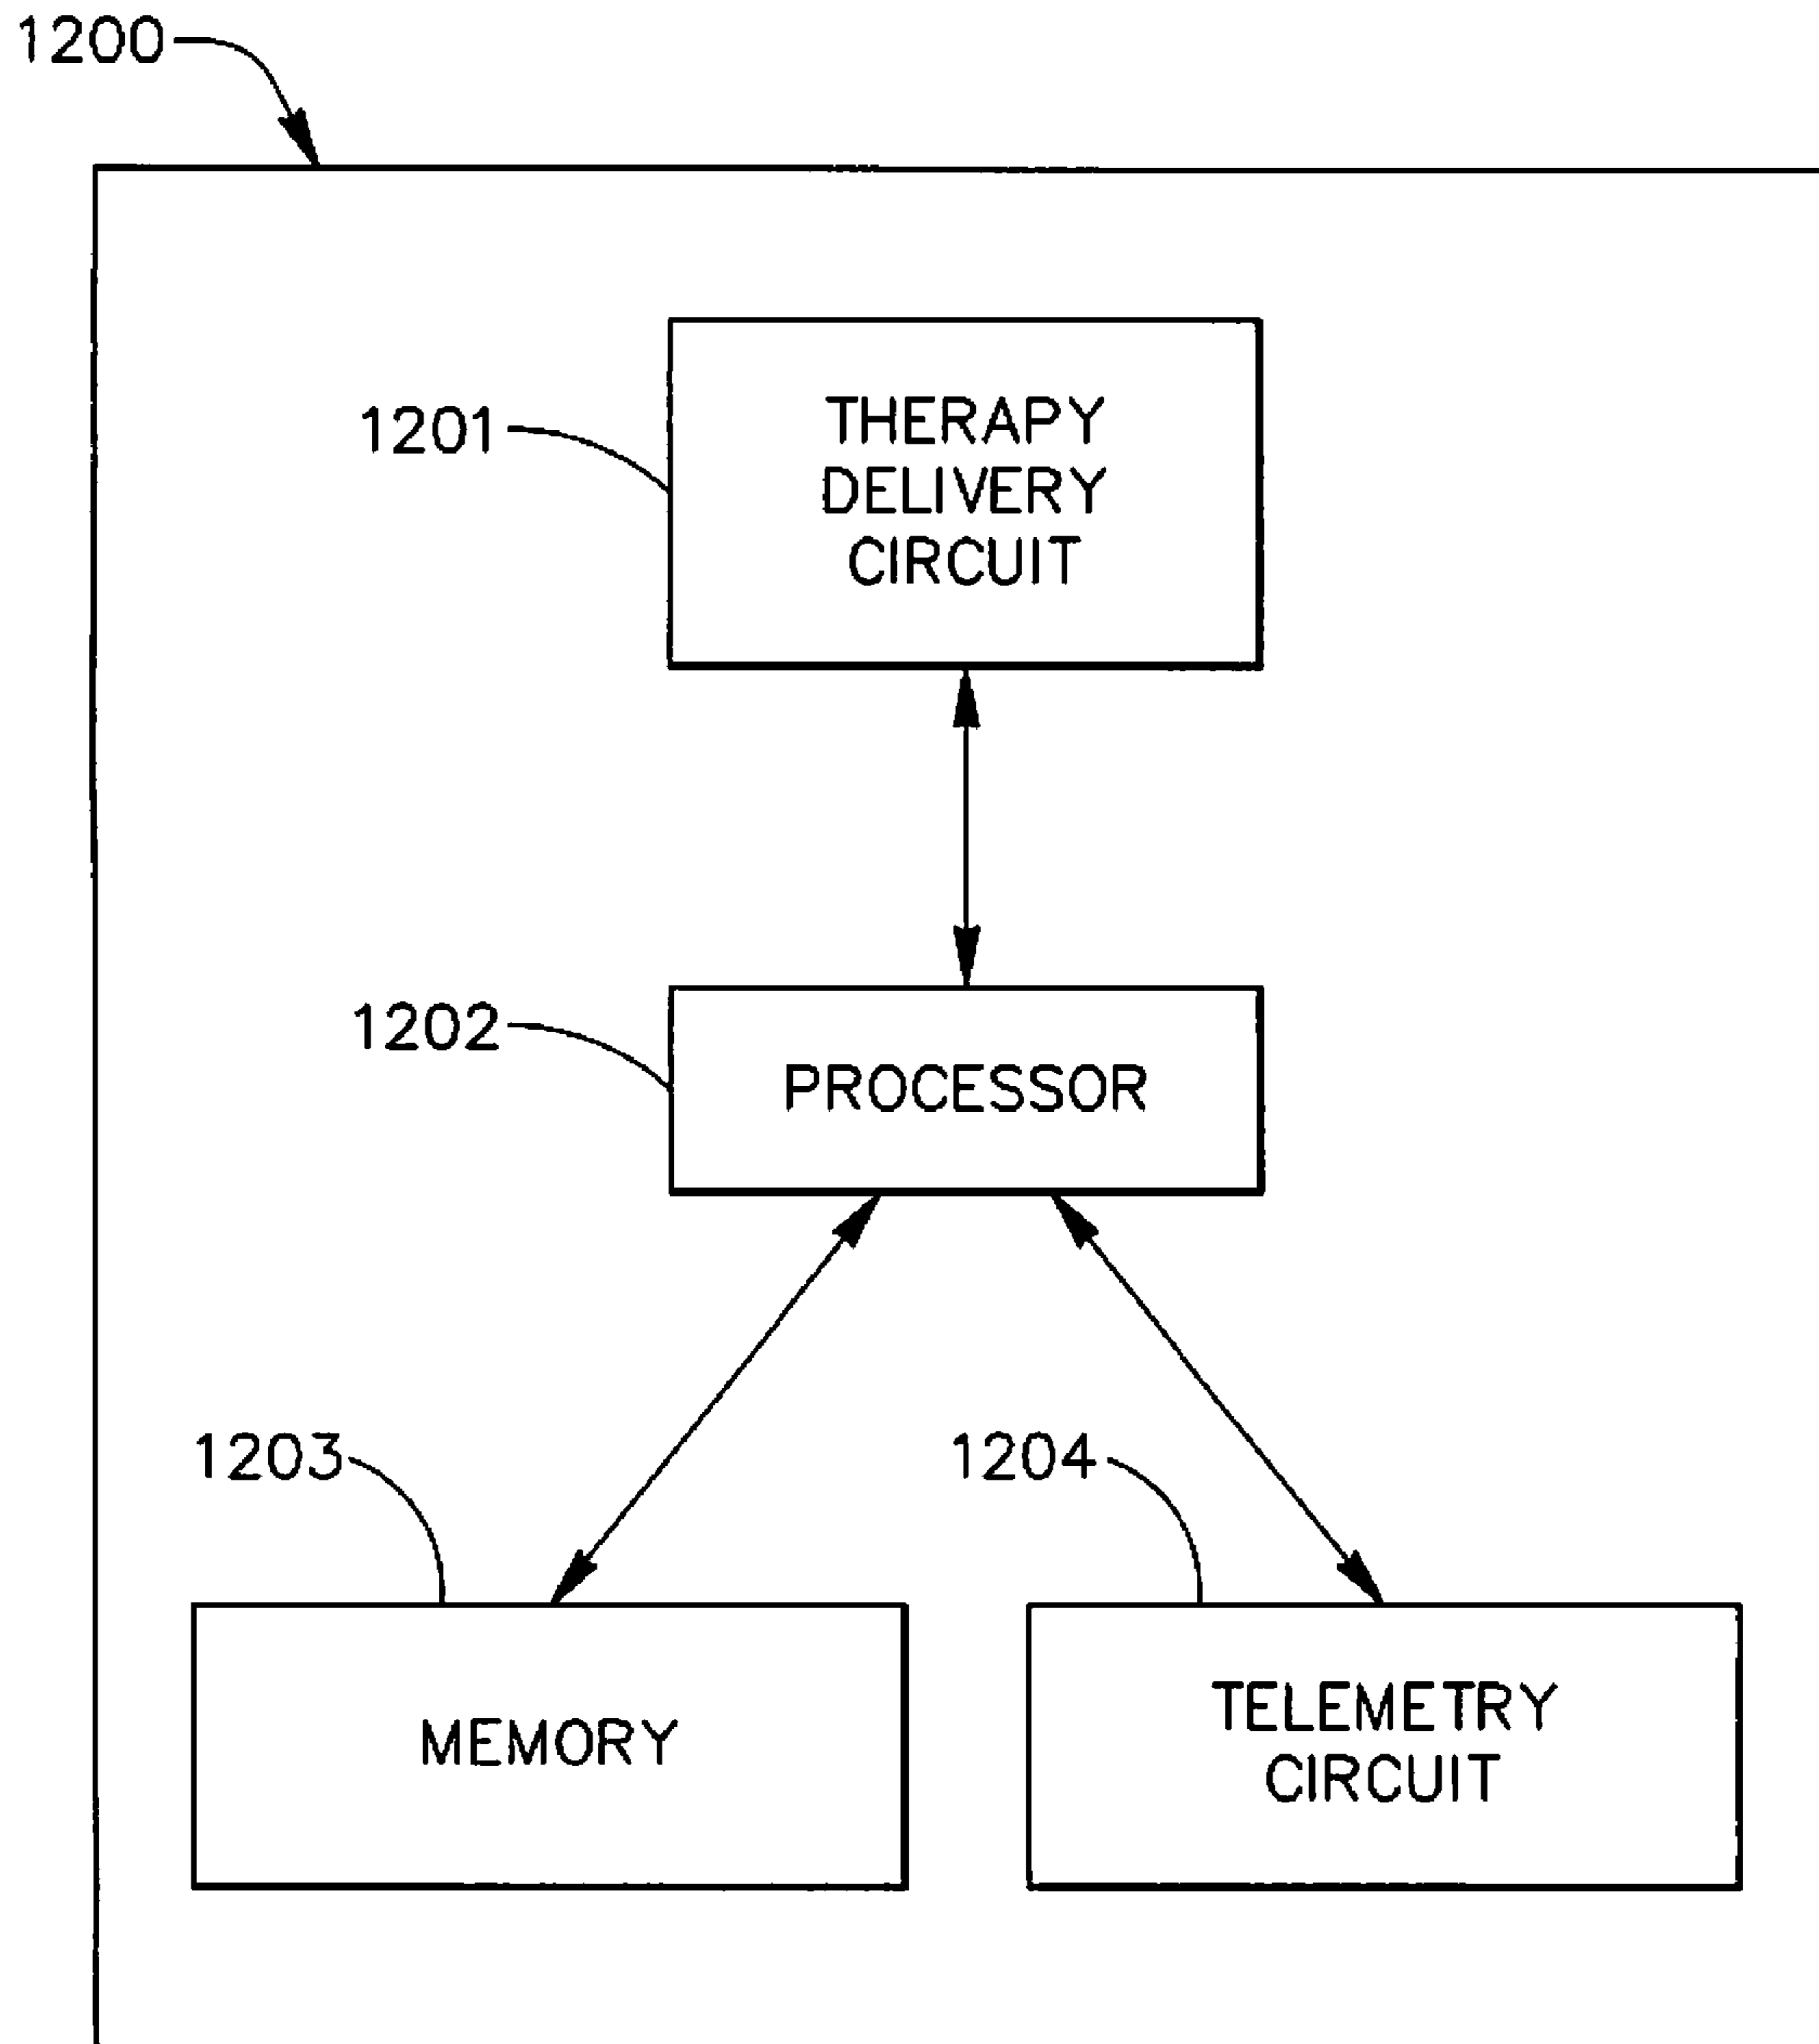 1200
1201
THERAPY
DELIVERY
CIRCUIT
1202
PROCESSOR
1203
1204
MEMORY
TELEMETRY
CIRCUIT